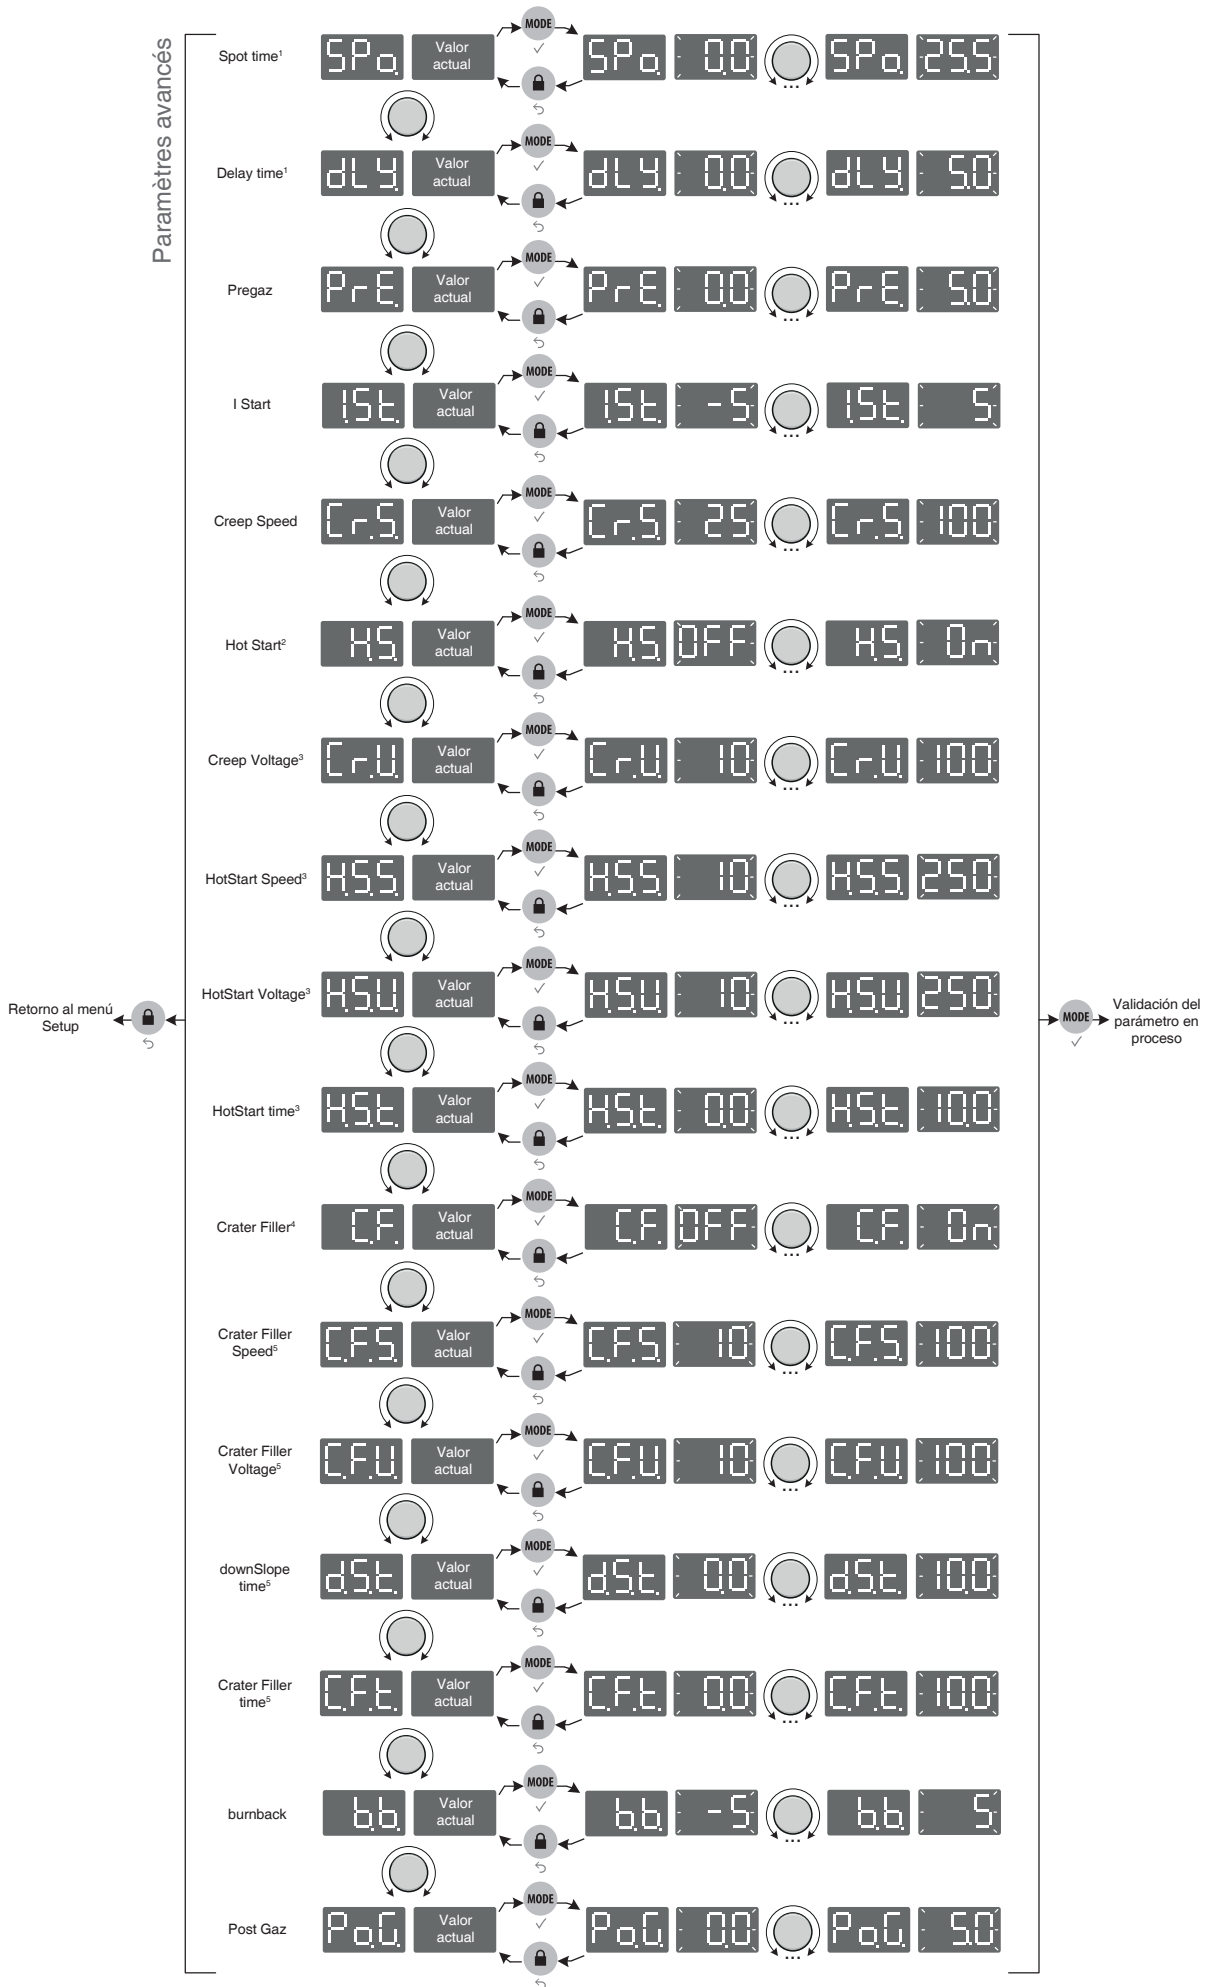 Paramètres avancés
MODE
Spot time¹ SPo. Valor actual SPo. 0.0 ... SPo. 25.5
MODE
Delay time¹ dLY. Valor actual dLY. 0.0 ... dLY. 5.0
MODE
Pregaz PrE. Valor actual PrE. 0.0 ... PrE. 5.0
MODE
I Start I.St. Valor actual I.St. -5 ... I.St. 5
MODE
Creep Speed Cr.S. Valor actual Cr.S. 25 ... Cr.S. 100
MODE
Hot Start² H.S. Valor actual H.S. OFF ... H.S. On
MODE
Creep Voltage³ Cr.U. Valor actual Cr.U. 10 ... Cr.U. 100
MODE
HotStart Speed³ H.S.S. Valor actual H.S.S. 10 ... H.S.S. 250
MODE
HotStart Voltage³ H.S.U. Valor actual H.S.U. 10 ... H.S.U. 250
Retorno al menú
Setup
MODE
Validación del
parámetro en
proceso
MODE
HotStart time³ H.S.t. Valor actual H.S.t. 0.0 ... H.S.t. 10.0
MODE
Crater Filler⁴ C.F. Valor actual C.F. OFF ... C.F. On
MODE
Crater Filler
Speed⁵ C.F.S. Valor actual C.F.S. 10 ... C.F.S. 100
MODE
Crater Filler
Voltage⁵ C.F.U. Valor actual C.F.U. 10 ... C.F.U. 100
MODE
downSlope
time⁵ d.S.t. Valor actual d.S.t. 0.0 ... d.S.t. 10.0
MODE
Crater Filler
time⁵ C.F.t. Valor actual C.F.t. 0.0 ... C.F.t. 10.0
MODE
burnback b.b. Valor actual b.b. -5 ... b.b. 5
MODE
Post Gaz Po.G. Valor actual Po.G. 0.0 ... Po.G. 5.0